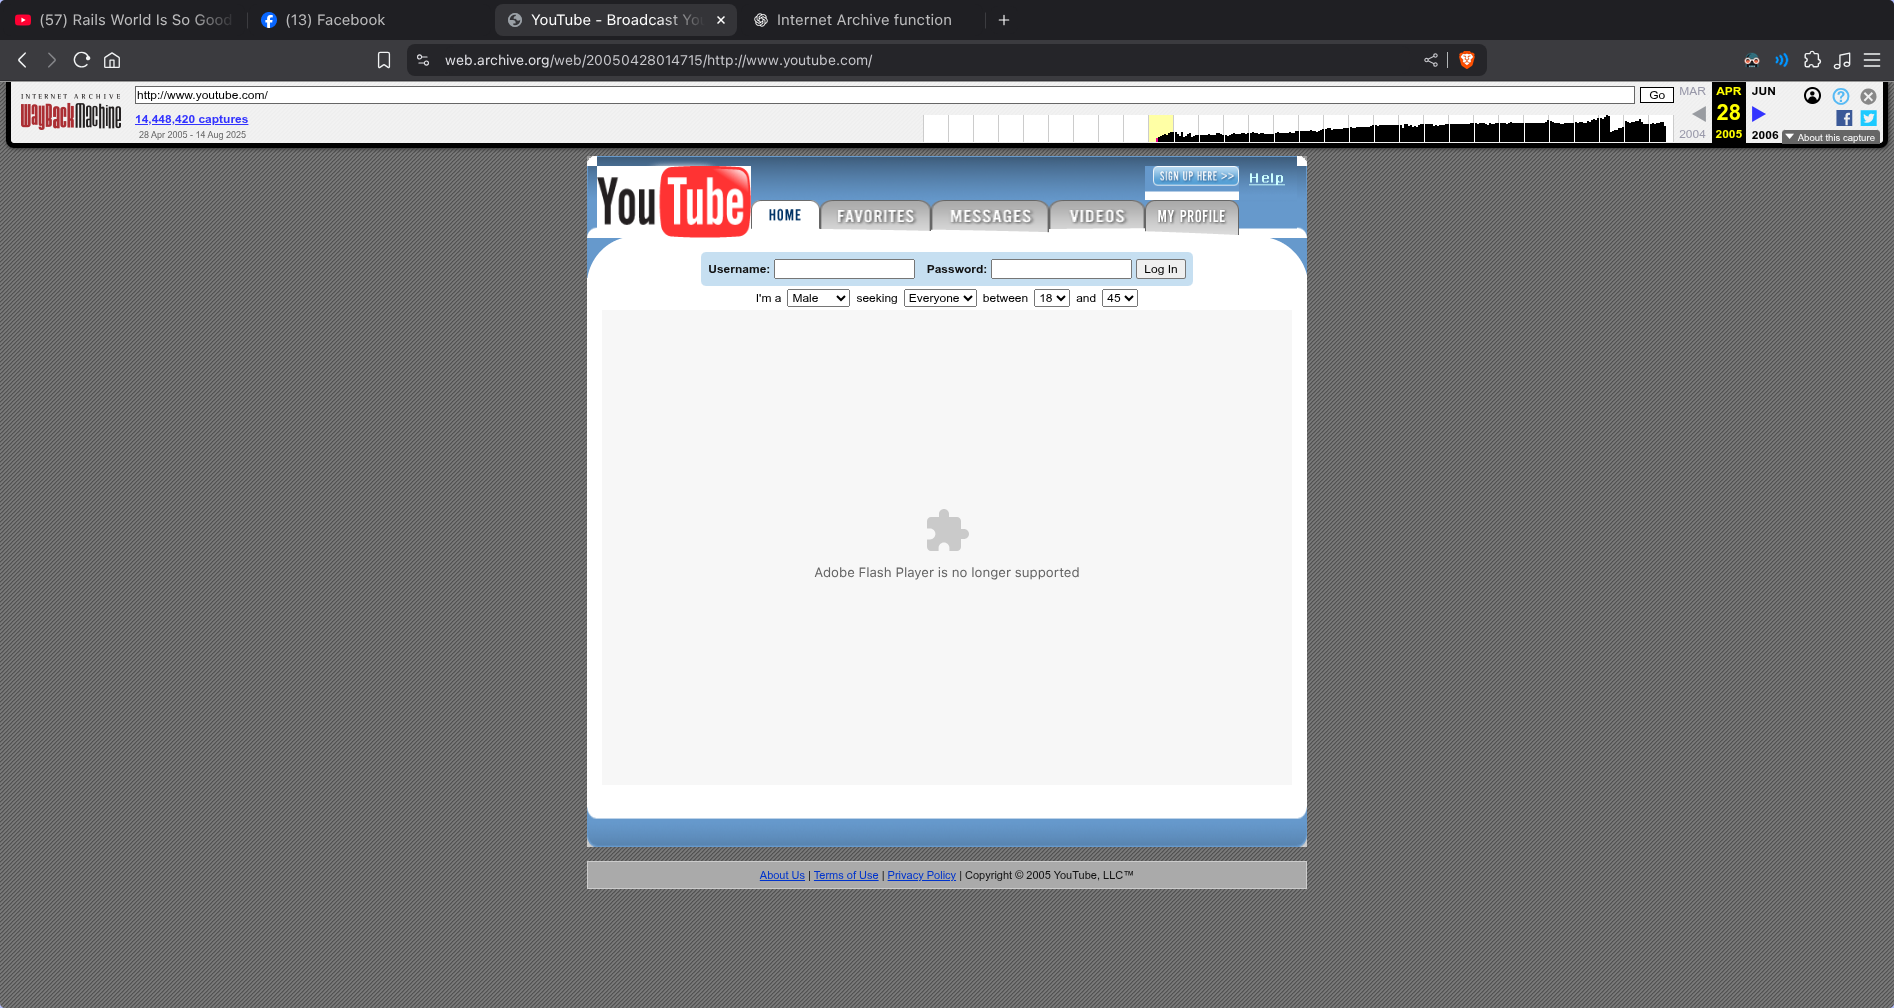 (57) Rails World Is So Good
(13) Facebook
YouTube - Broadcast You
Internet Archive function
web.archive.org/web/20050428014715/http://www.youtube.com/
INTERNET ARCHIVE
WayBackMachine
http://www.youtube.com/
Go
14,448,420 captures
28 Apr 2005 - 14 Aug 2025
MAR APR JUN
28
2004 2005 2006
About this capture
YouTube
SIGN UP HERE >>
Help
HOME FAVORITES MESSAGES VIDEOS MY PROFILE
Username: Password: Log In
I'm a Male seeking Everyone between 18 and 45
Adobe Flash Player is no longer supported
About Us | Terms of Use | Privacy Policy | Copyright © 2005 YouTube, LLC™